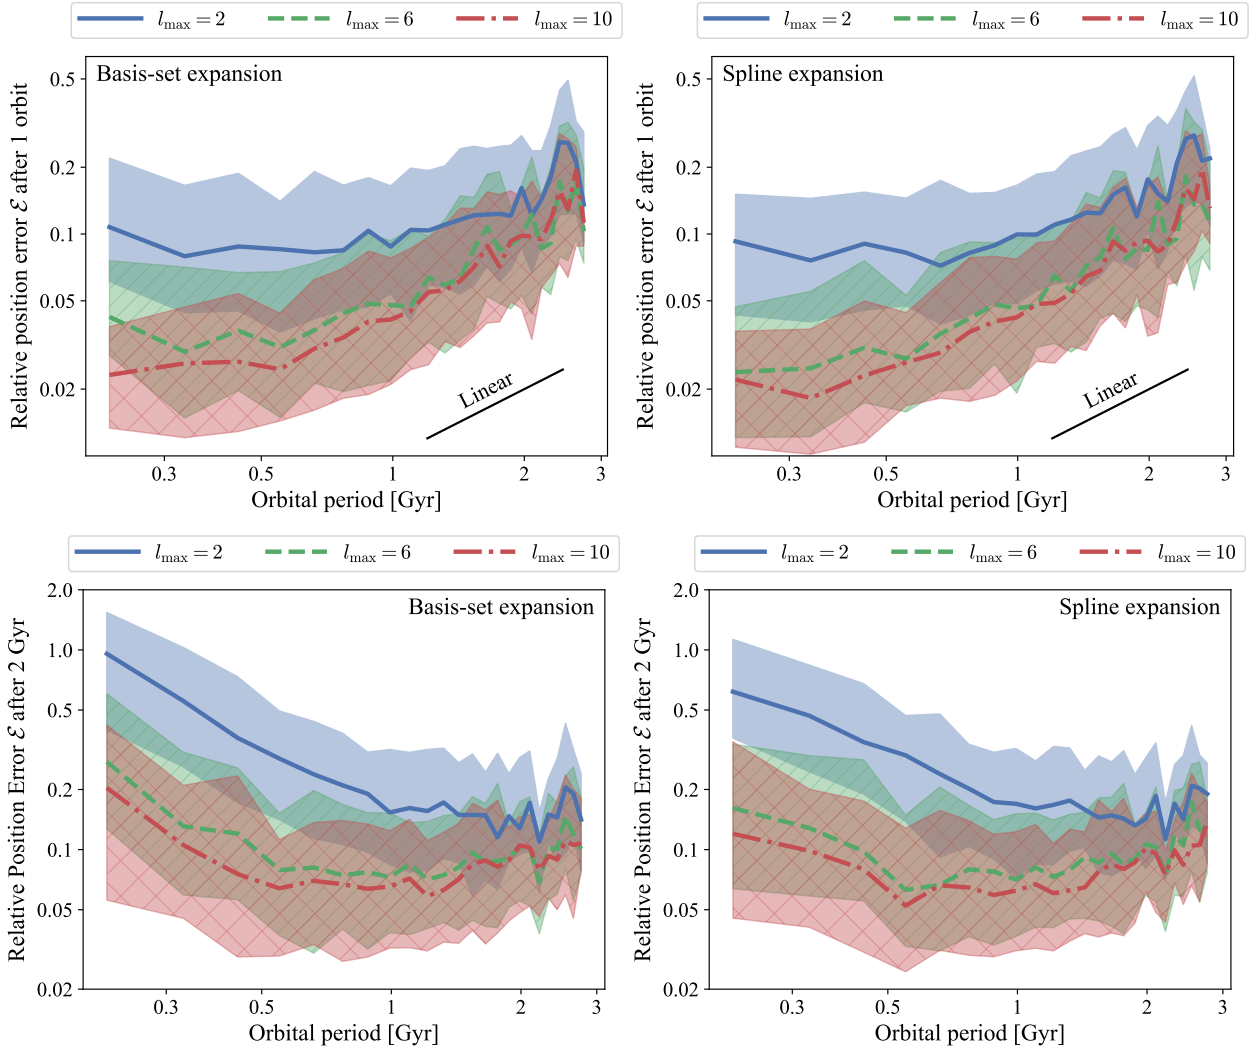 l_max = 2 l_max = 6 l_max = 10
Basis-set expansion
Relative position error ℰ after 1 orbit
0.5
0.2
0.1
0.05
0.02
Linear
0.3 0.5 1 2 3
Orbital period [Gyr]
l_max = 2 l_max = 6 l_max = 10
Spline expansion
Relative position error ℰ after 1 orbit
0.5
0.2
0.1
0.05
0.02
Linear
0.3 0.5 1 2 3
Orbital period [Gyr]
l_max = 2 l_max = 6 l_max = 10
Basis-set expansion
Relative Position Error ℰ after 2 Gyr
2.0
1.0
0.5
0.2
0.1
0.05
0.02
0.3 0.5 1 2 3
Orbital period [Gyr]
l_max = 2 l_max = 6 l_max = 10
Spline expansion
Relative Position Error ℰ after 2 Gyr
2.0
1.0
0.5
0.2
0.1
0.05
0.02
0.3 0.5 1 2 3
Orbital period [Gyr]